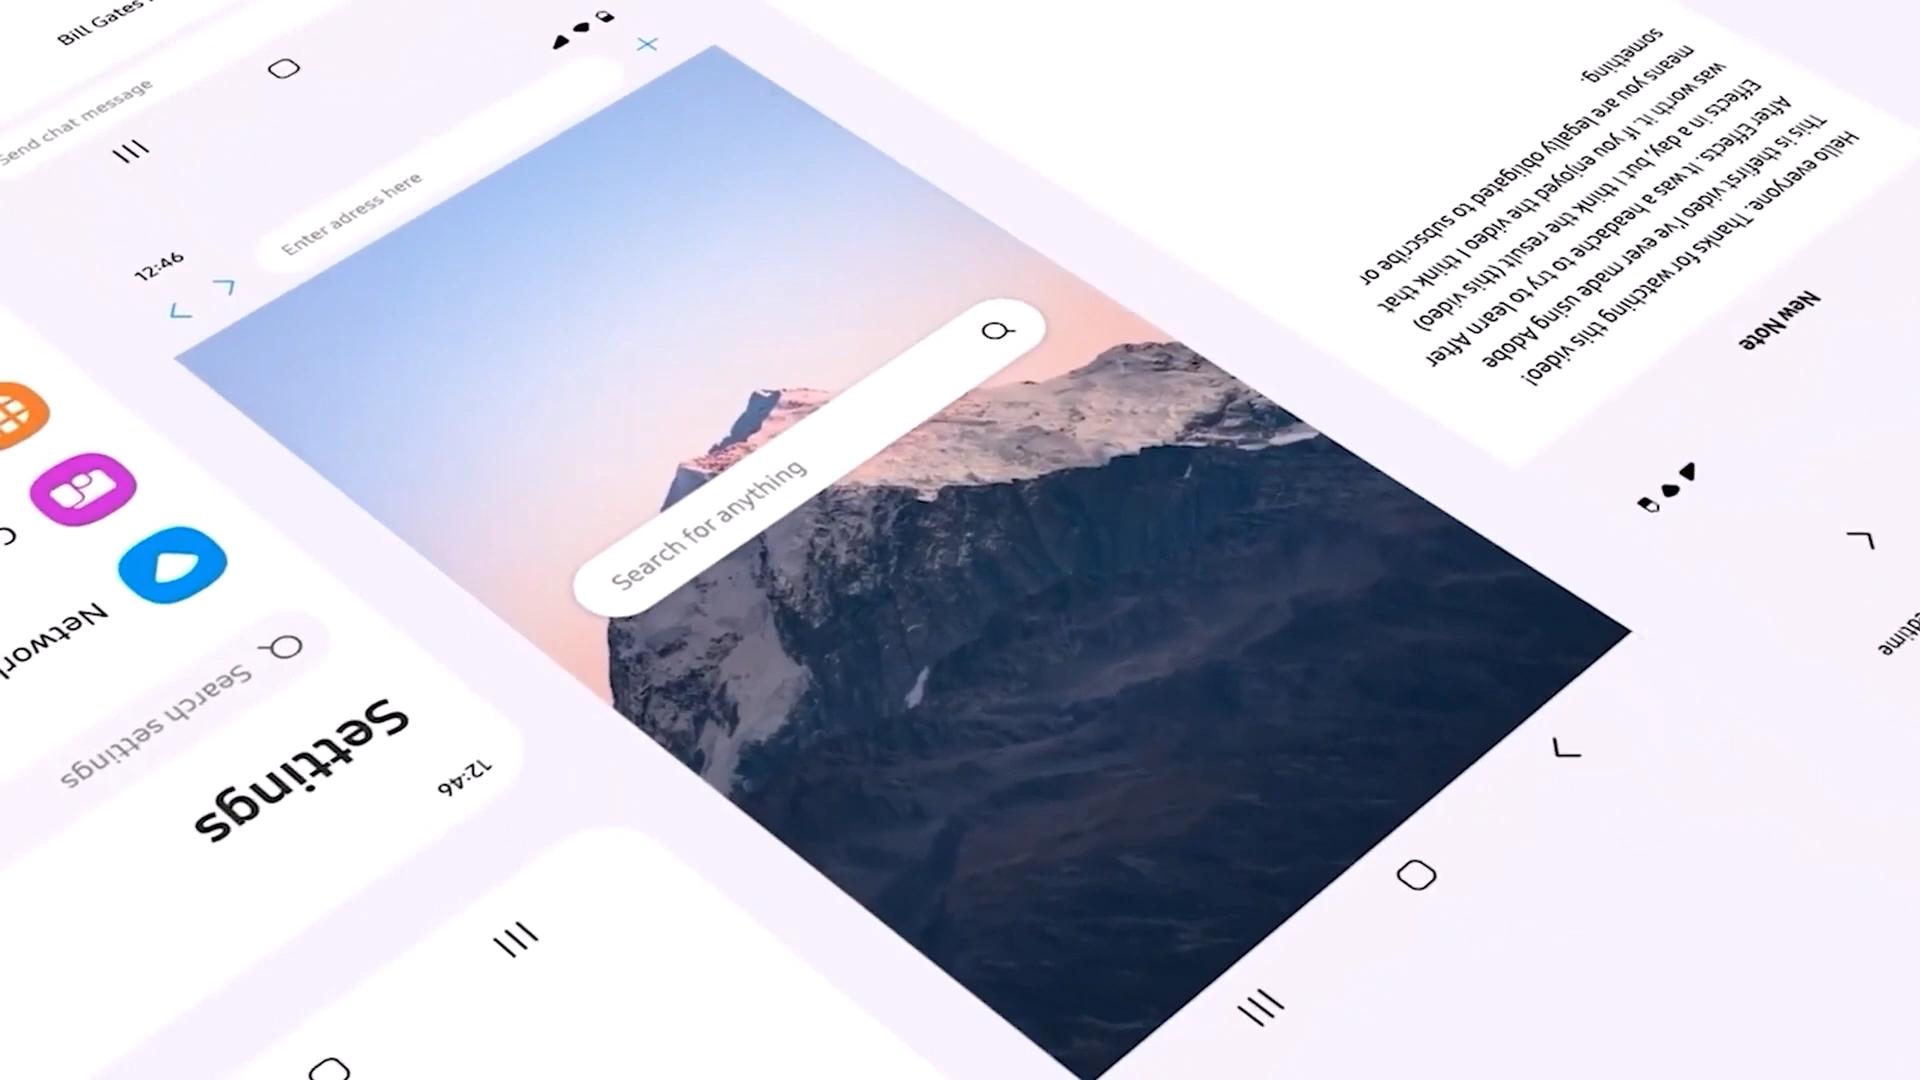 Bill Gates
Send chat message
12:46
Enter adress here
Search for anything
Network
Search settings
Settings
12:46
New Note
Hello everyone. Thanks for watching this video!
This is thefirst video I've ever made using Adobe
After Effects. It was a headache to try to learn After
Effects in a day, but I think the result (this video)
was worth it. If you enjoyed the video I think that
means you are legally obligated to subscribe or
something.